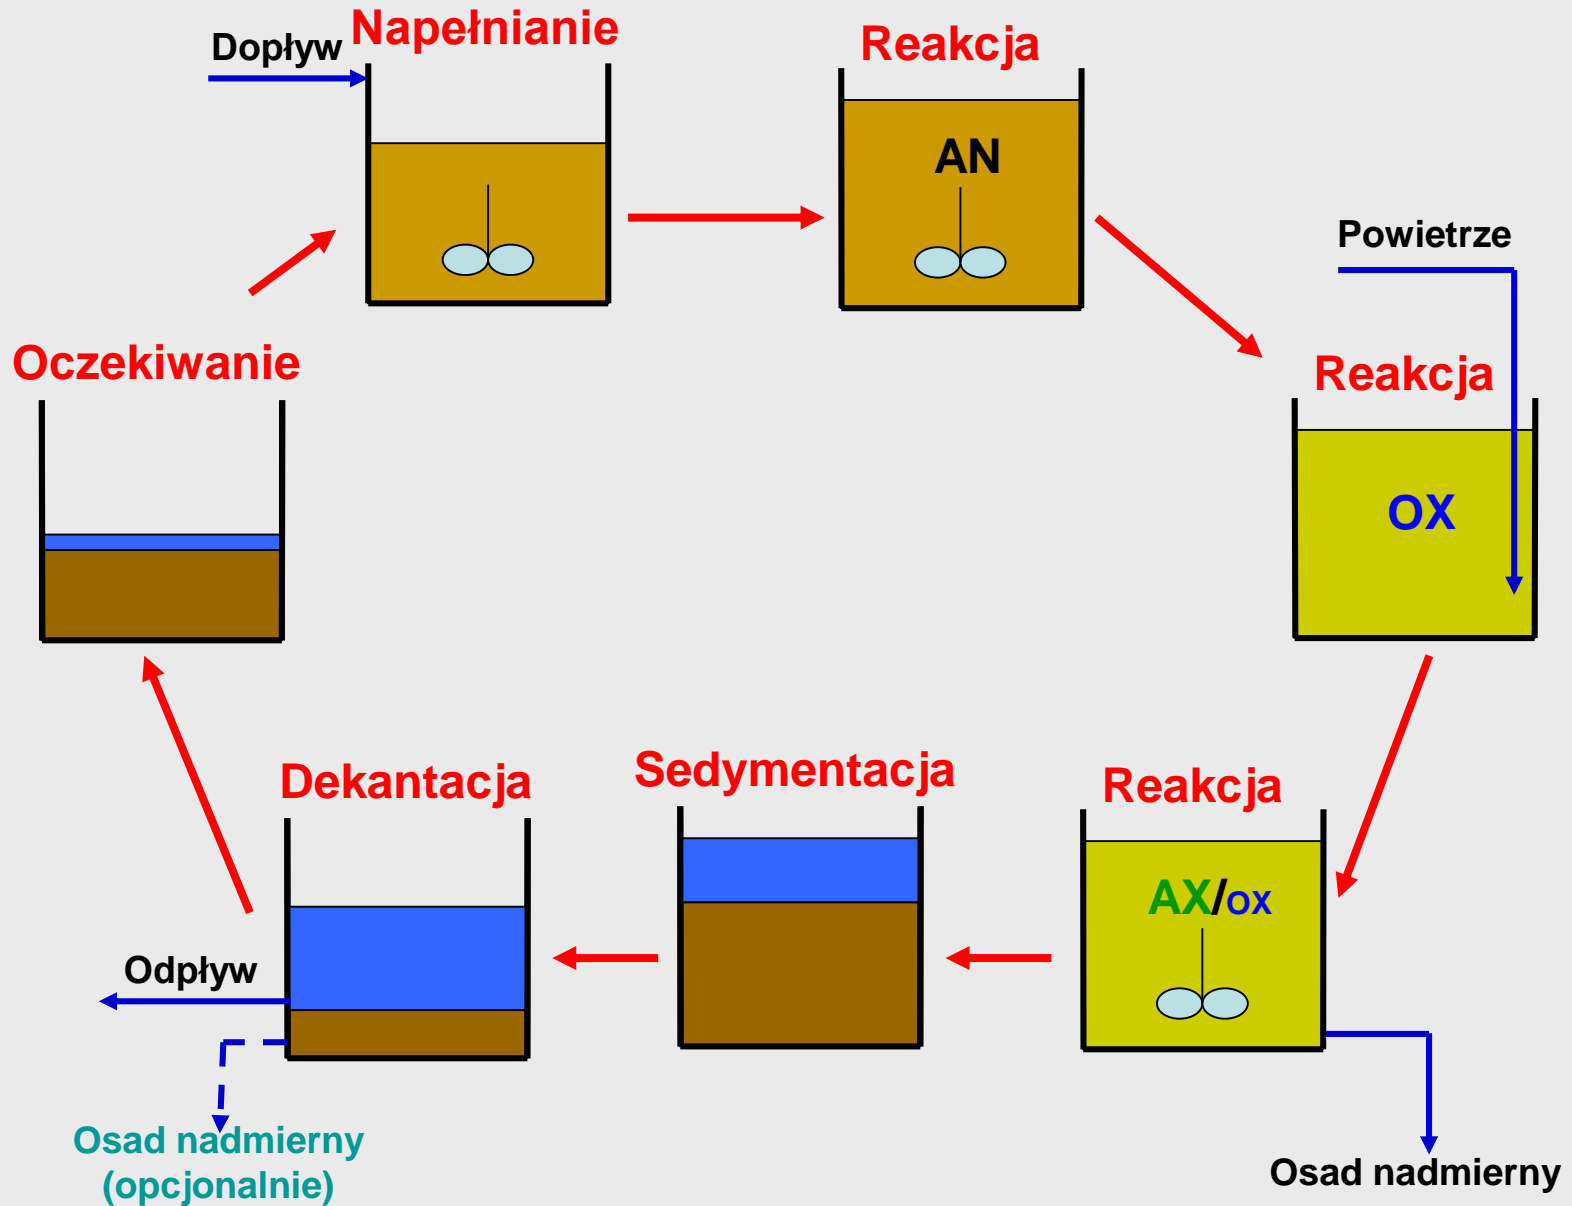 Dopływ
Napełnianie
Reakcja
AN
Powietrze
Oczekiwanie
Reakcja
OX
Dekantacja
Sedymentacja
Reakcja
AX/OX
Odpływ
Osad nadmierny
(opcjonalnie)
Osad nadmierny